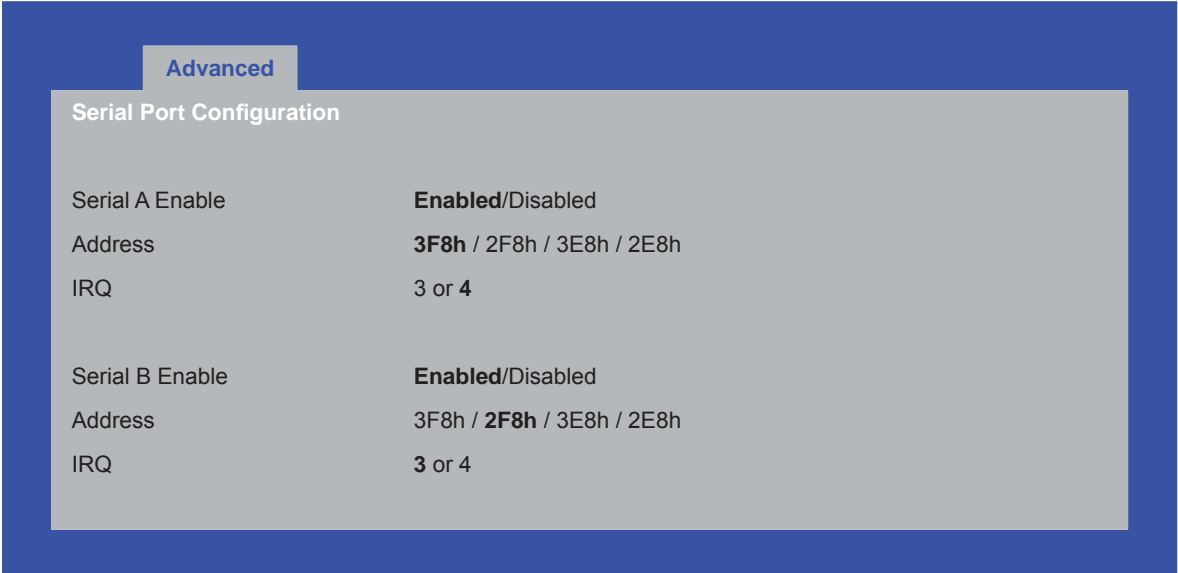 Advanced
Serial Port Configuration
Serial A Enable Enabled/Disabled
Address 3F8h / 2F8h / 3E8h / 2E8h
IRQ 3 or 4
Serial B Enable Enabled/Disabled
Address 3F8h / 2F8h / 3E8h / 2E8h
IRQ 3 or 4